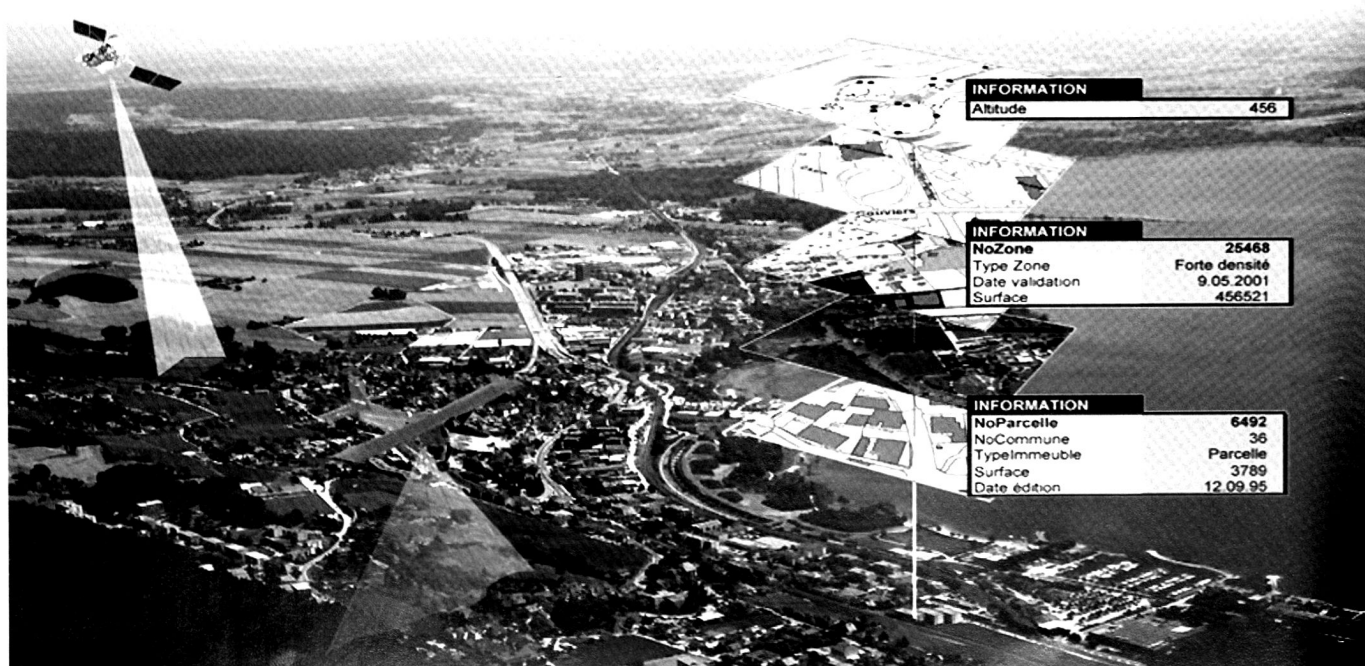 INFORMATION
Altitude 456
INFORMATION
NoZone 25468
Type Zone Forte densité
Date validation 9.05.2001
Surface 456521
INFORMATION
NoParcelle 6492
NoCommune 36
TypeImmeuble Parcelle
Surface 3789
Date édition 12.09.95